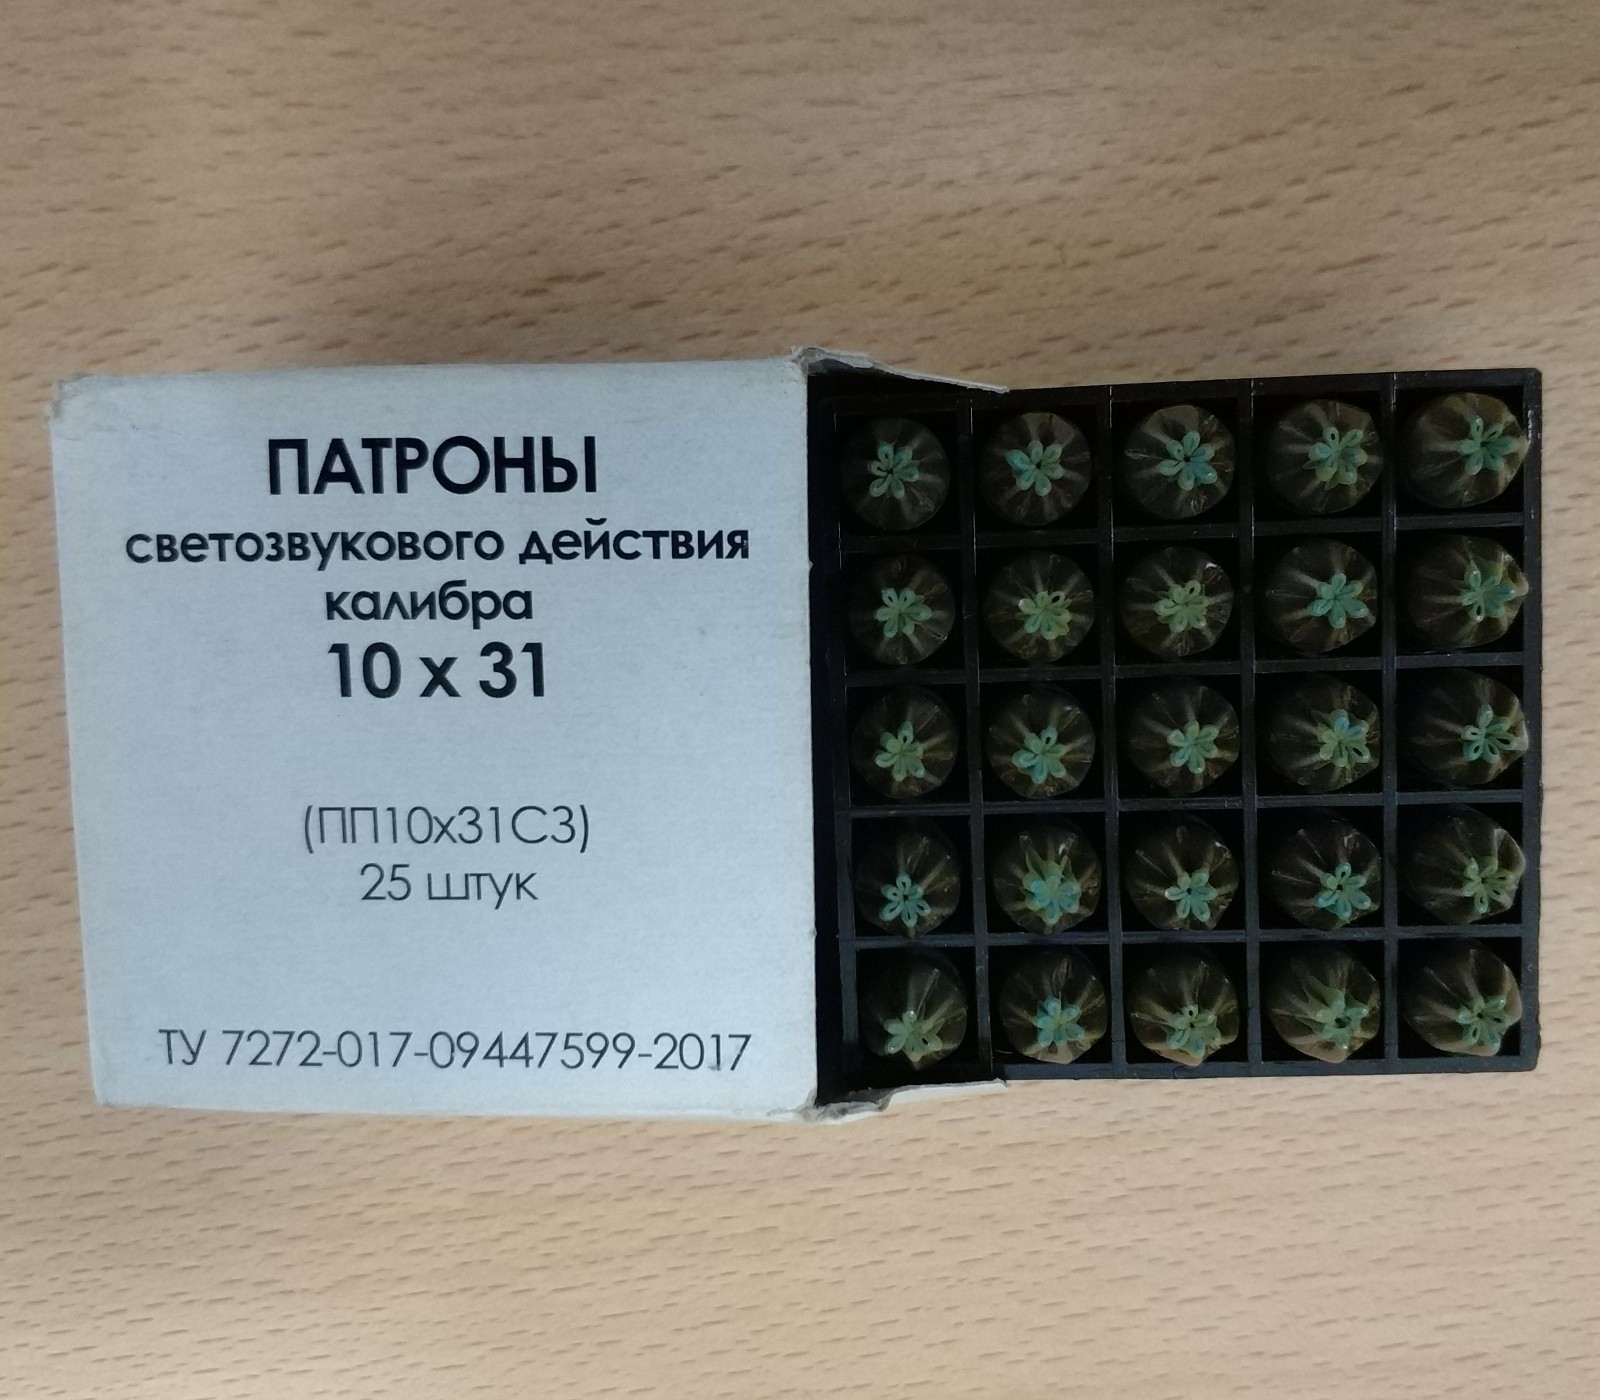 ПАТРОНЫ
светозвукового действия
калибра
10 х 31
(ПП10х31СЗ)
25 штук
ТУ 7272-017-09447599-2017